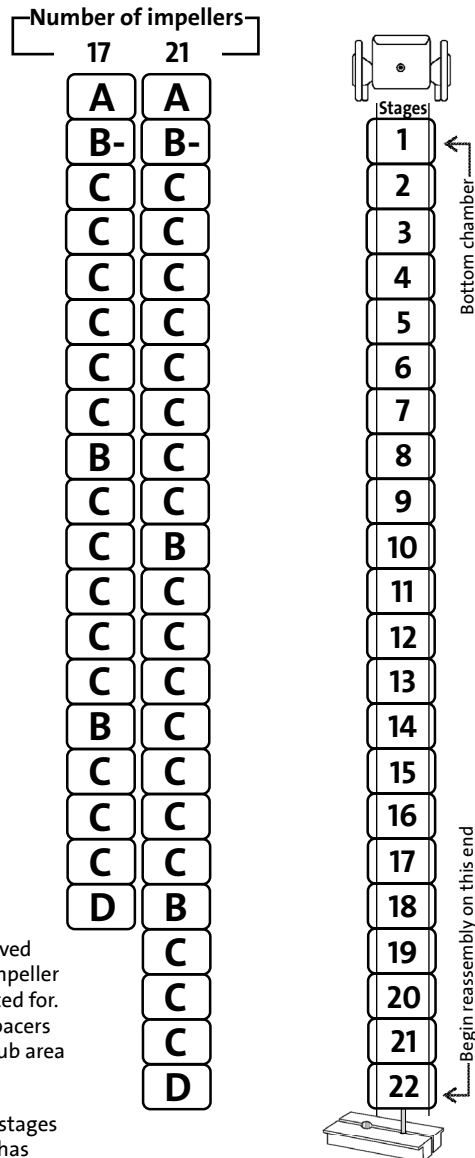 Number of impellers
17 21
Stages
A A
B- B- 1
C C 2
C C 3
C C 4
C C 5
C C 6
C C 7
B C 8
C C 9
C B 10
C C 11
C C 12
C C 13
B C 14
C C 15
C C 16
C C 17
D B 18
C 19
C 20
C 21
D 22
Bottom chamber
Begin reassembly on this end
ved
mpeller
ted for.
pacers
ub area
stages
has